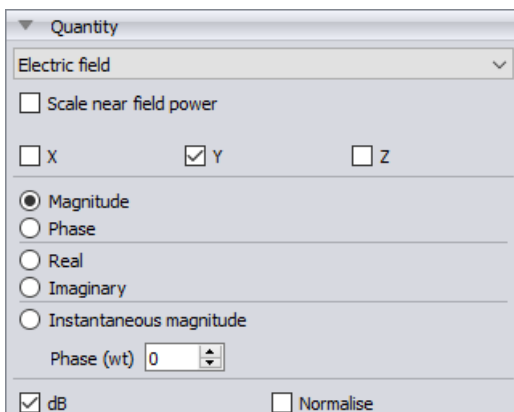 Quantity
Electric field
Scale near field power
X Y Z
Magnitude
Phase
Real
Imaginary
Instantaneous magnitude
Phase (wt) 0
dB Normalise